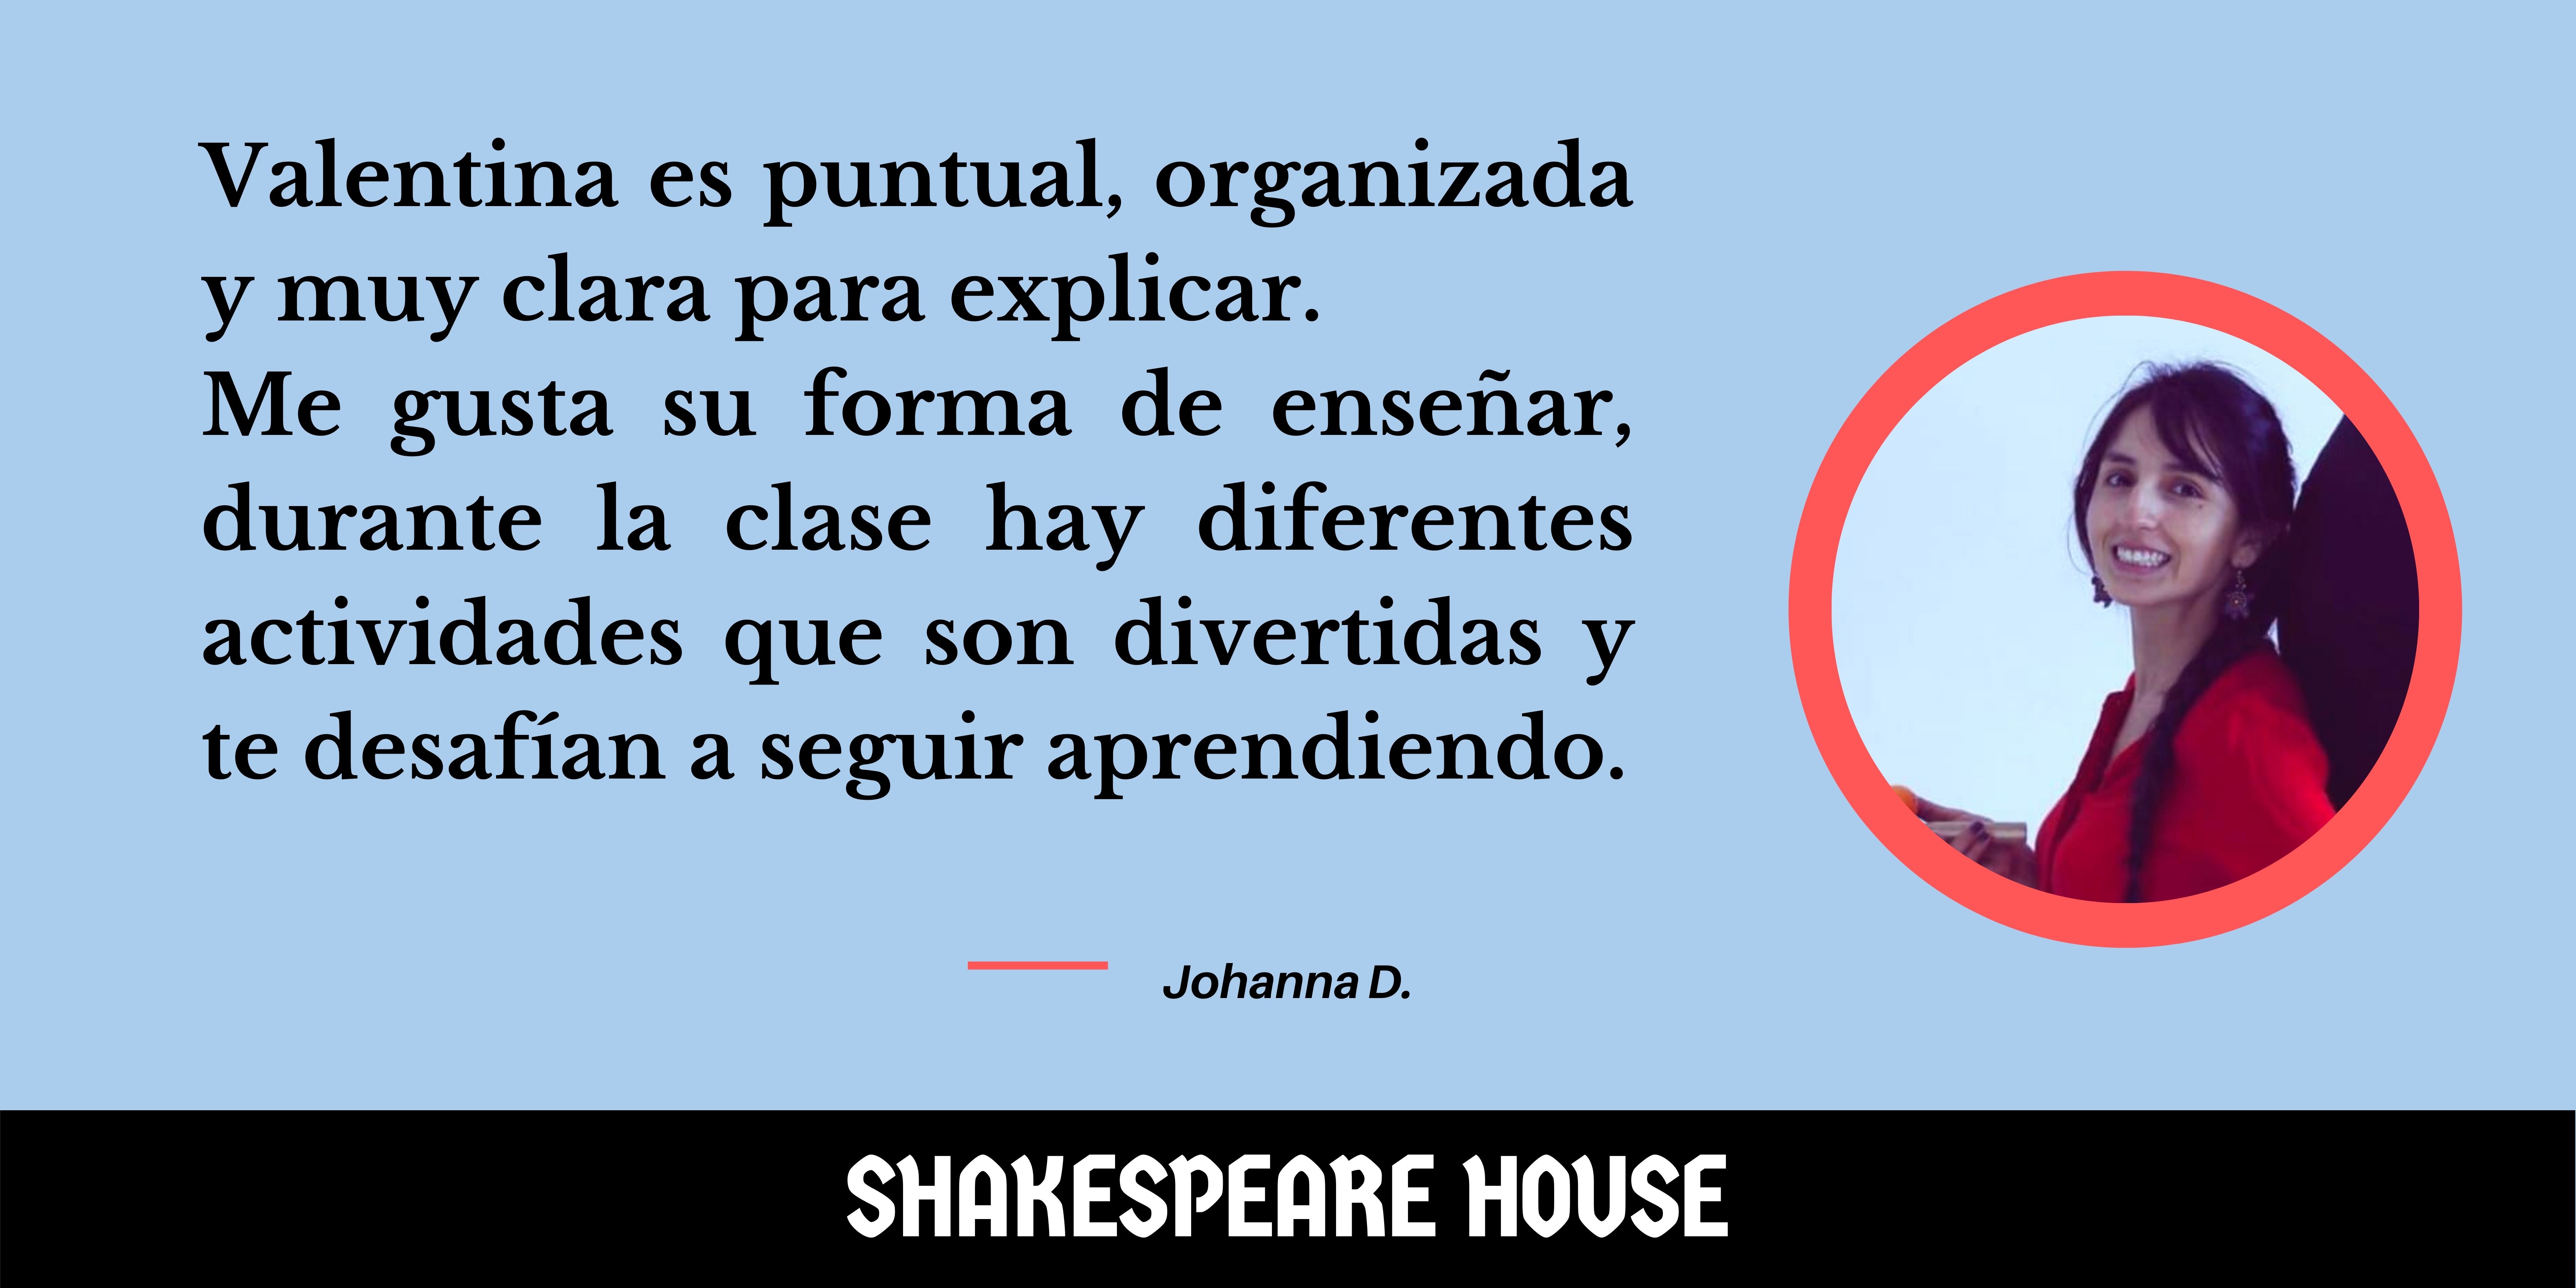 Valentina es puntual, organizada
y muy clara para explicar.
Me gusta su forma de enseñar,
durante la clase hay diferentes
actividades que son divertidas y
te desafían a seguir aprendiendo.
Johanna D.
SHAKESPEARE HOUSE